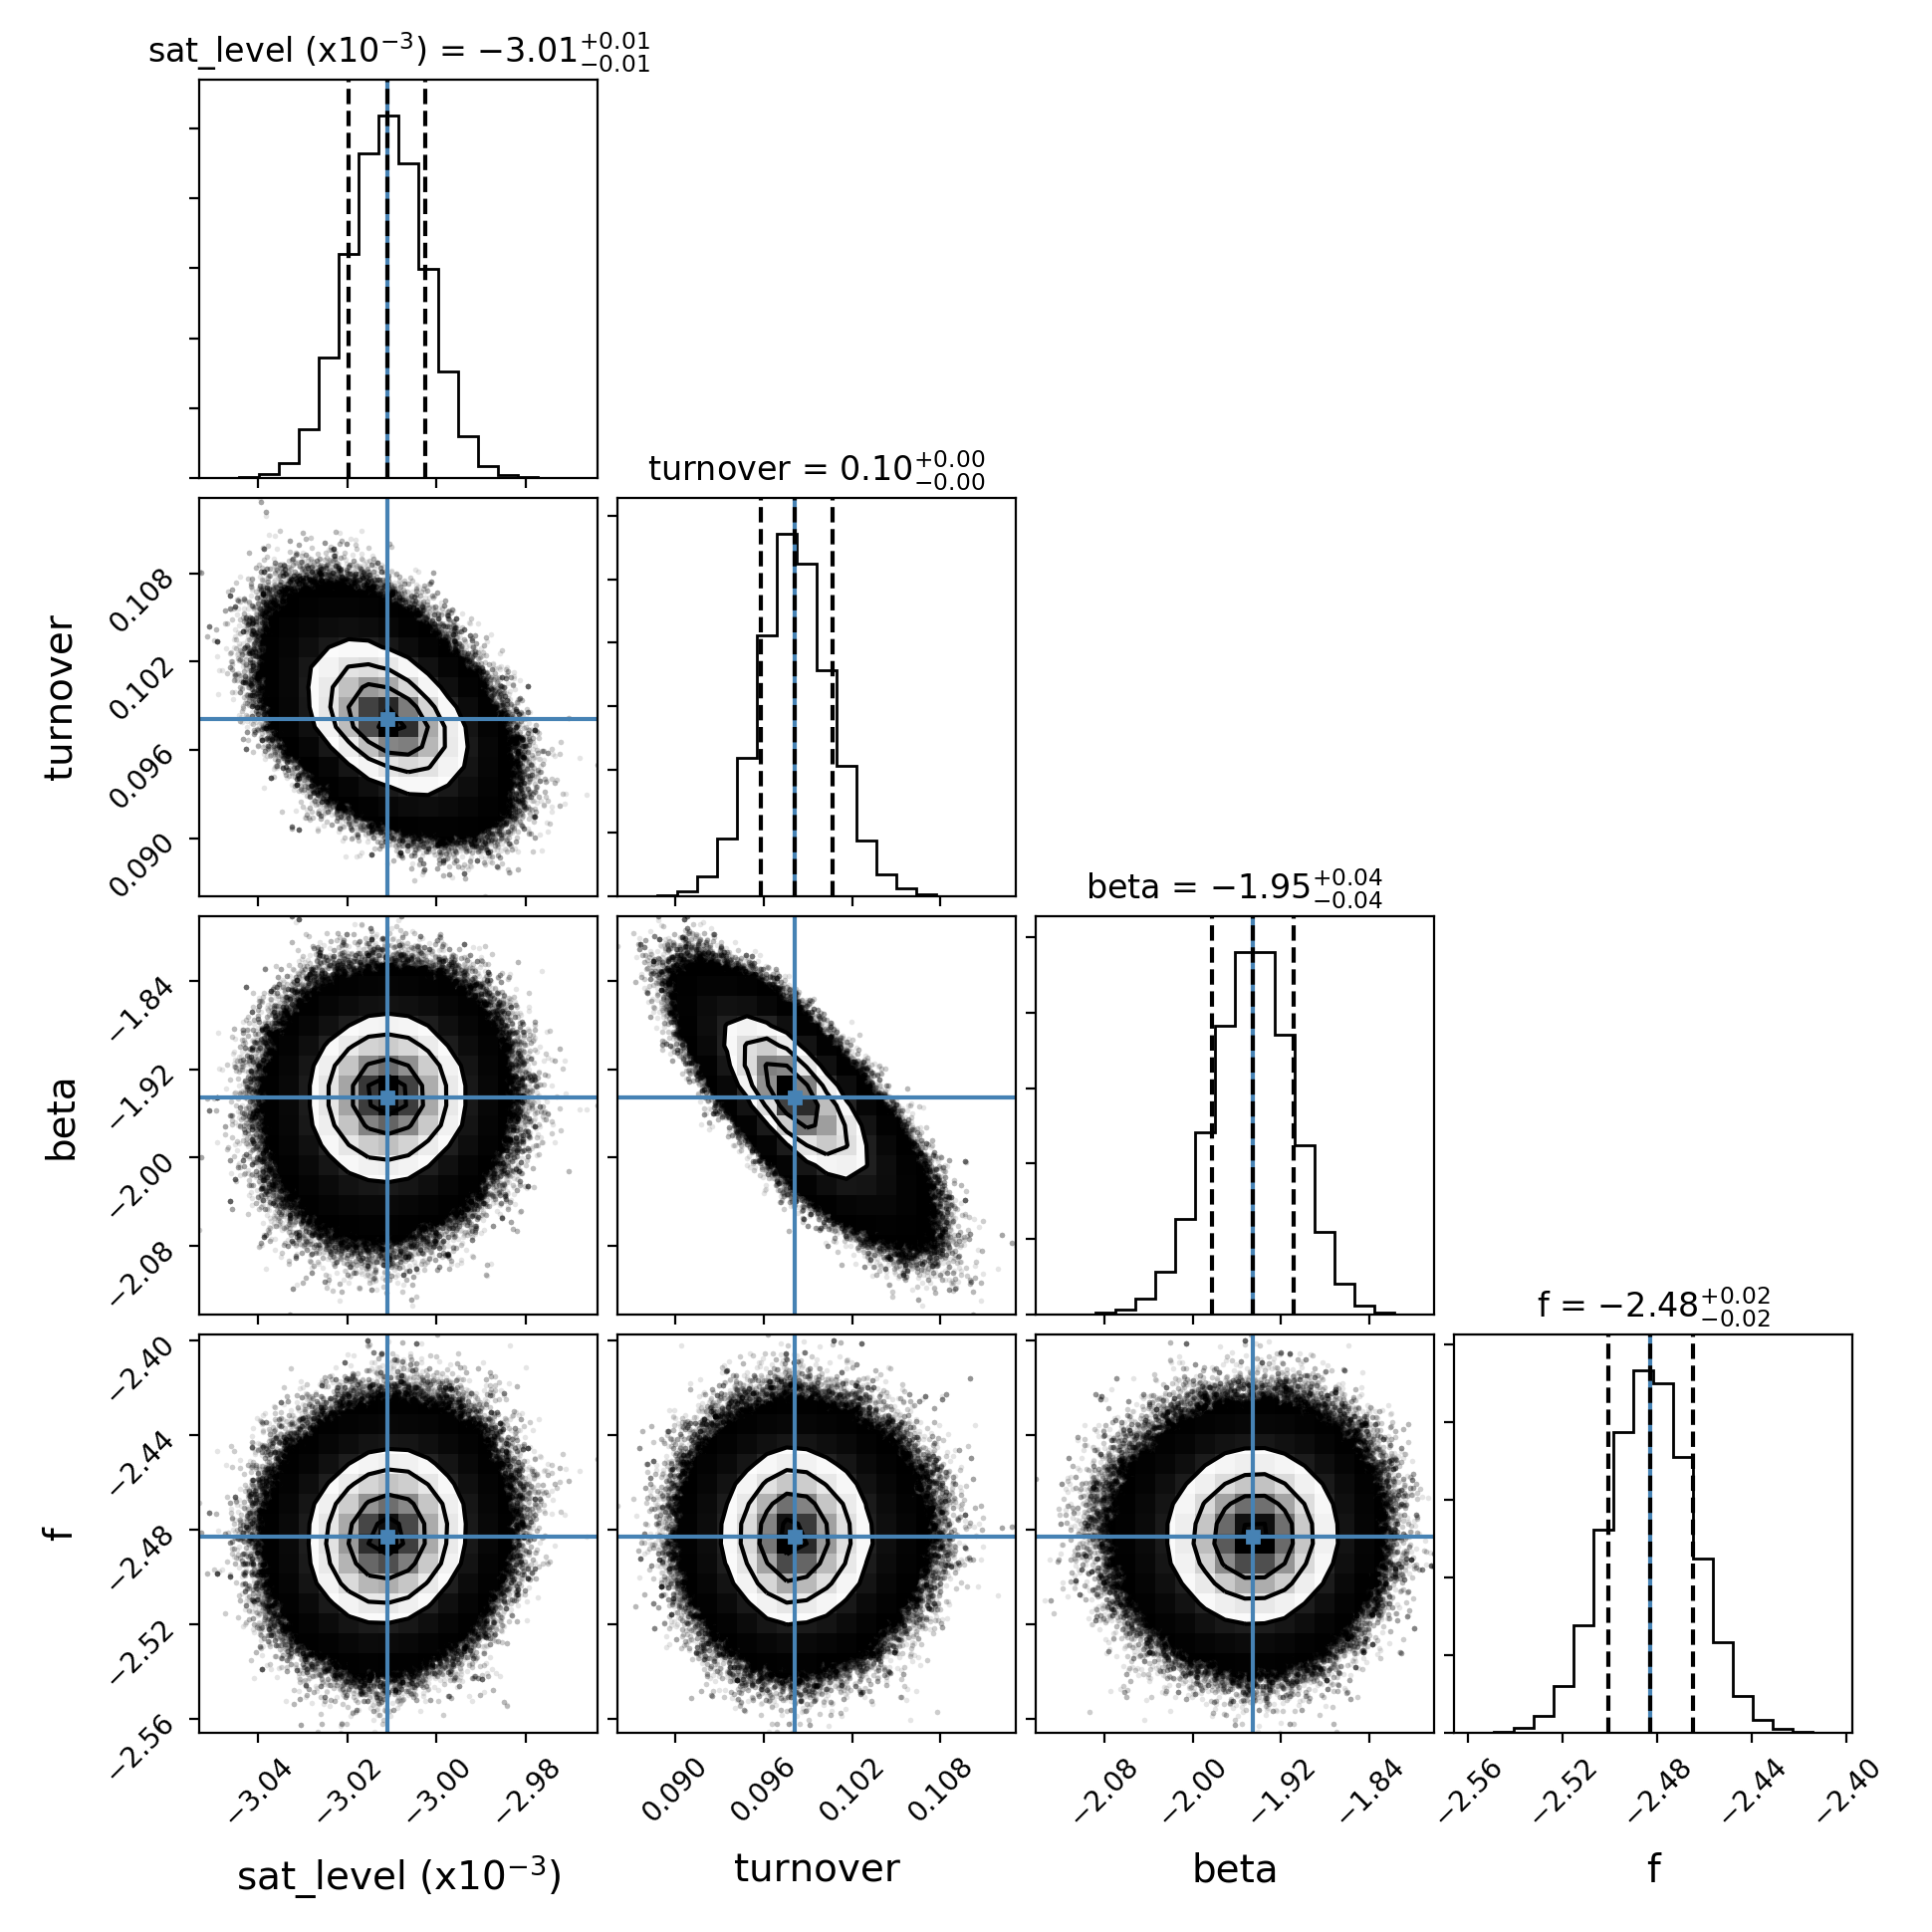 sat_level (x10⁻³) = −3.01 +0.01 −0.01
turnover = 0.10 +0.00 −0.00
turnover
0.108
0.102
0.096
0.090
beta = −1.95 +0.04 −0.04
beta
−1.84
−1.92
−2.00
−2.08
f = −2.48 +0.02 −0.02
f
−2.40
−2.44
−2.48
−2.52
−2.56
−3.04 −3.02 −3.00 −2.98
0.090 0.096 0.102 0.108
−2.08 −2.00 −1.92 −1.84
−2.56 −2.52 −2.48 −2.44 −2.40
sat_level (x10⁻³)
turnover
beta
f